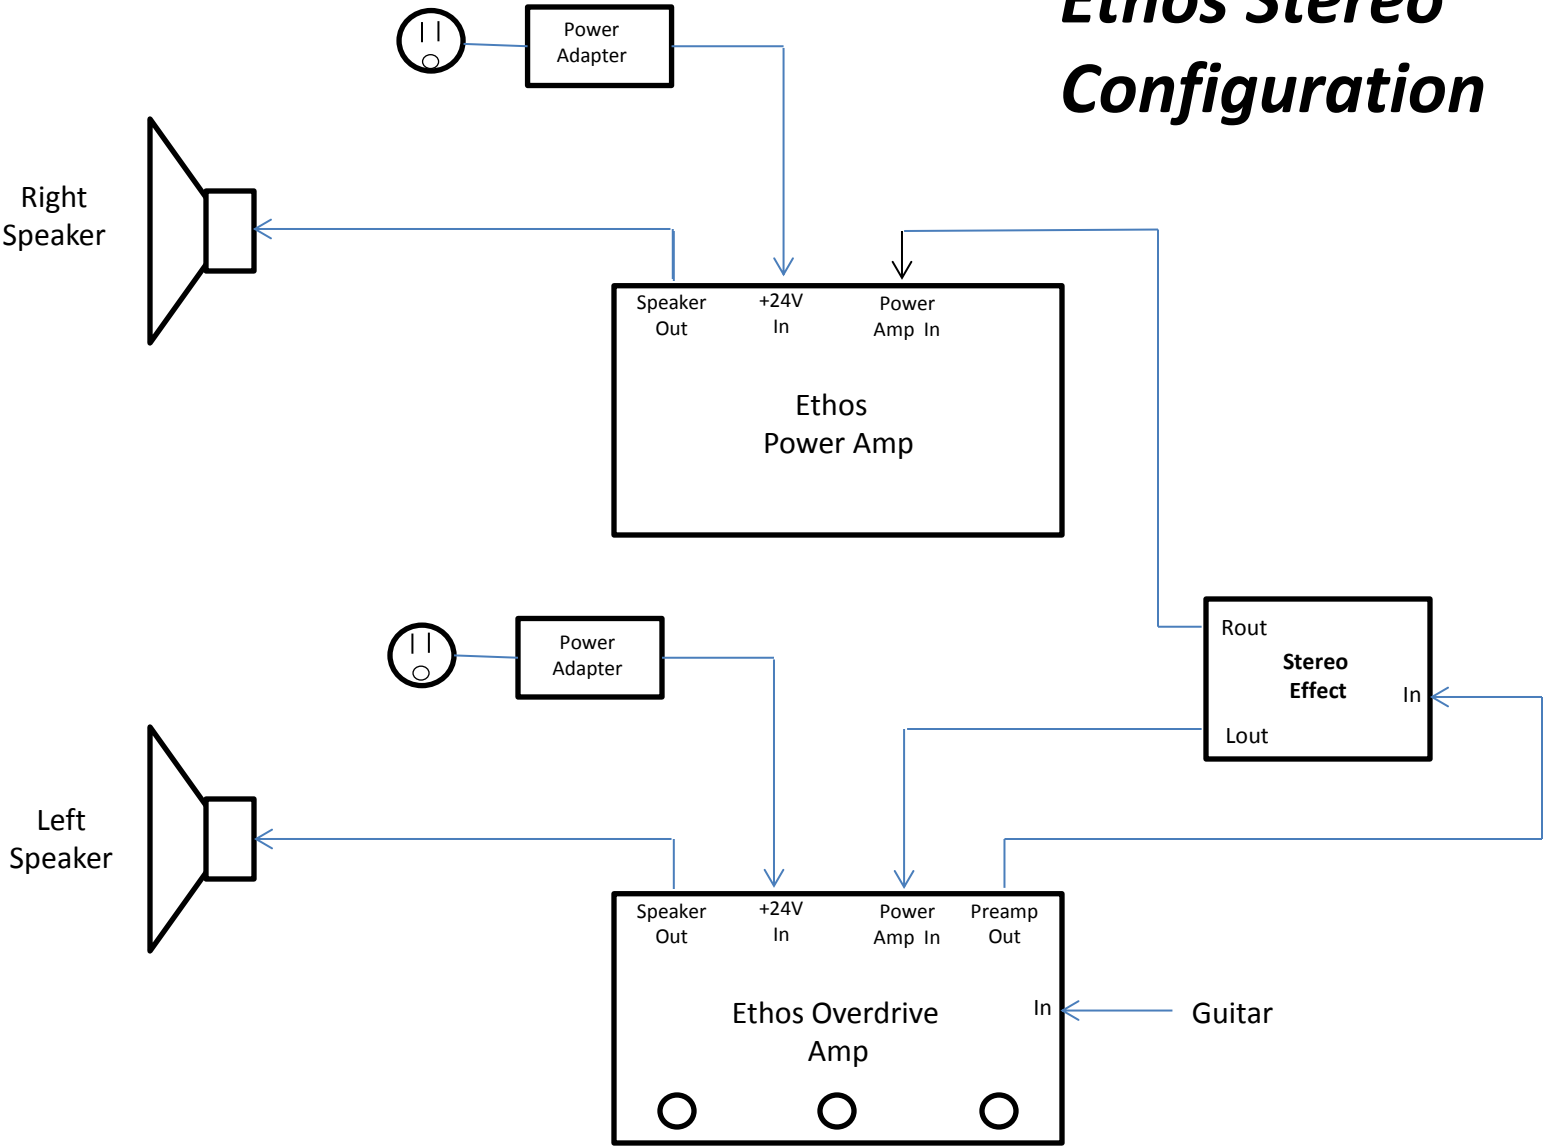 Ethos Stereo
Configuration
Power
Adapter
Right
Speaker
Speaker
Out
+24V
In
Power
Amp In
Ethos
Power Amp
Power
Adapter
Rout
Stereo
Effect
In
Lout
Left
Speaker
Speaker
Out
+24V
In
Power
Amp In
Preamp
Out
Ethos Overdrive
Amp
In
Guitar